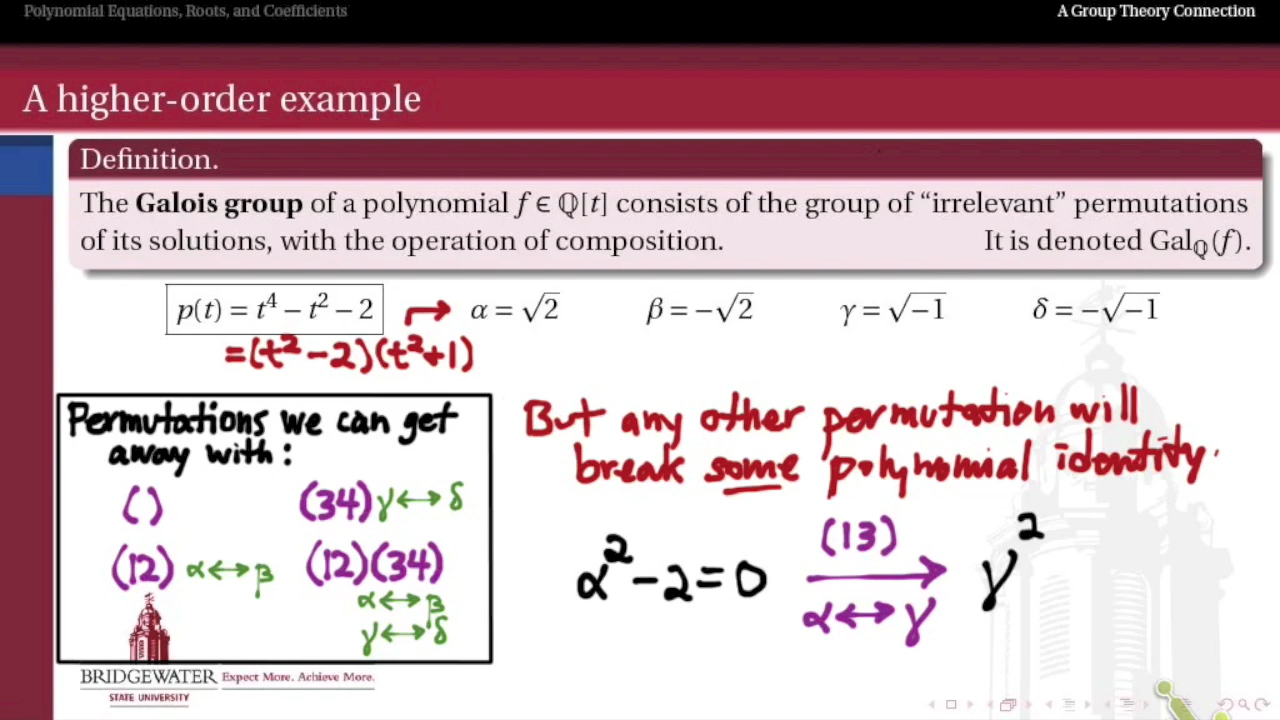 Polynomial Equations, Roots, and Coefficients
A Group Theory Connection
A higher-order example
Definition.
The Galois group of a polynomial f ∈ ℚ[t] consists of the group of “irrelevant” permutations
of its solutions, with the operation of composition. It is denoted Gal_ℚ(f).
p(t) = t⁴ − t² − 2 → α = √2 β = −√2 γ = √−1 δ = −√−1
=(t²−2)(t²+1)
Permutations we can get
away with:
( ) (34) γ↔δ
(12) α↔β (12)(34)
α↔β
γ↔δ
But any other permutation will
break some polynomial identity.
(13)
α²−2=0 → γ²
α↔γ
BRIDGEWATER Expect More. Achieve More.
STATE UNIVERSITY